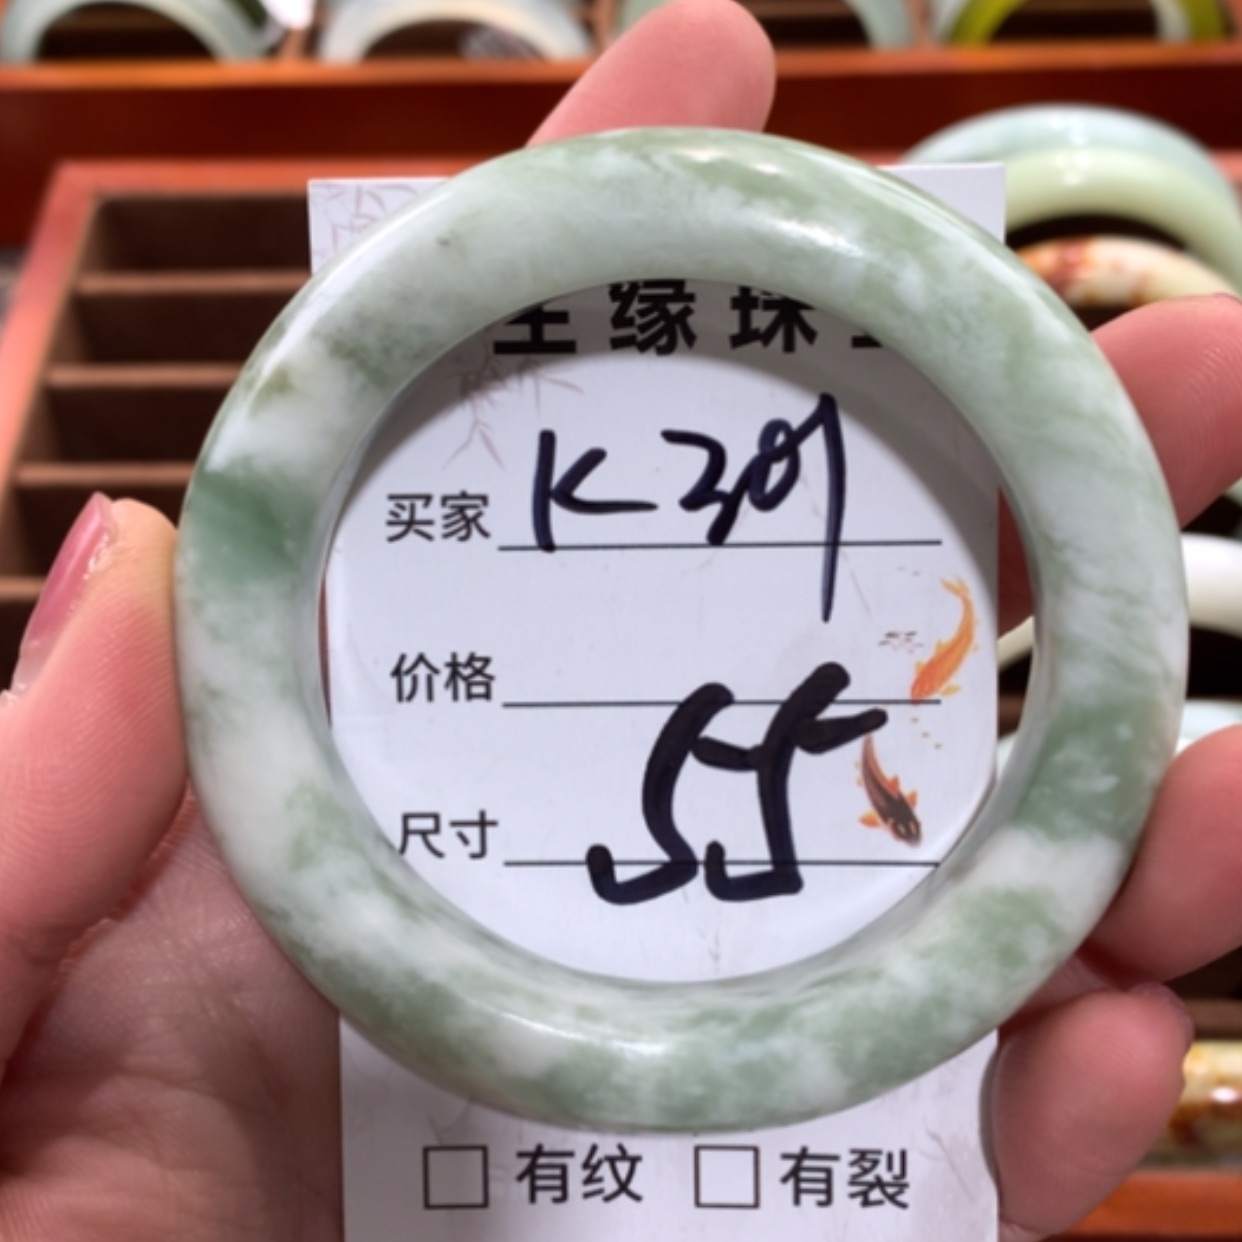 缘珠
买家 K301
价格
尺寸 55
有纹 有裂